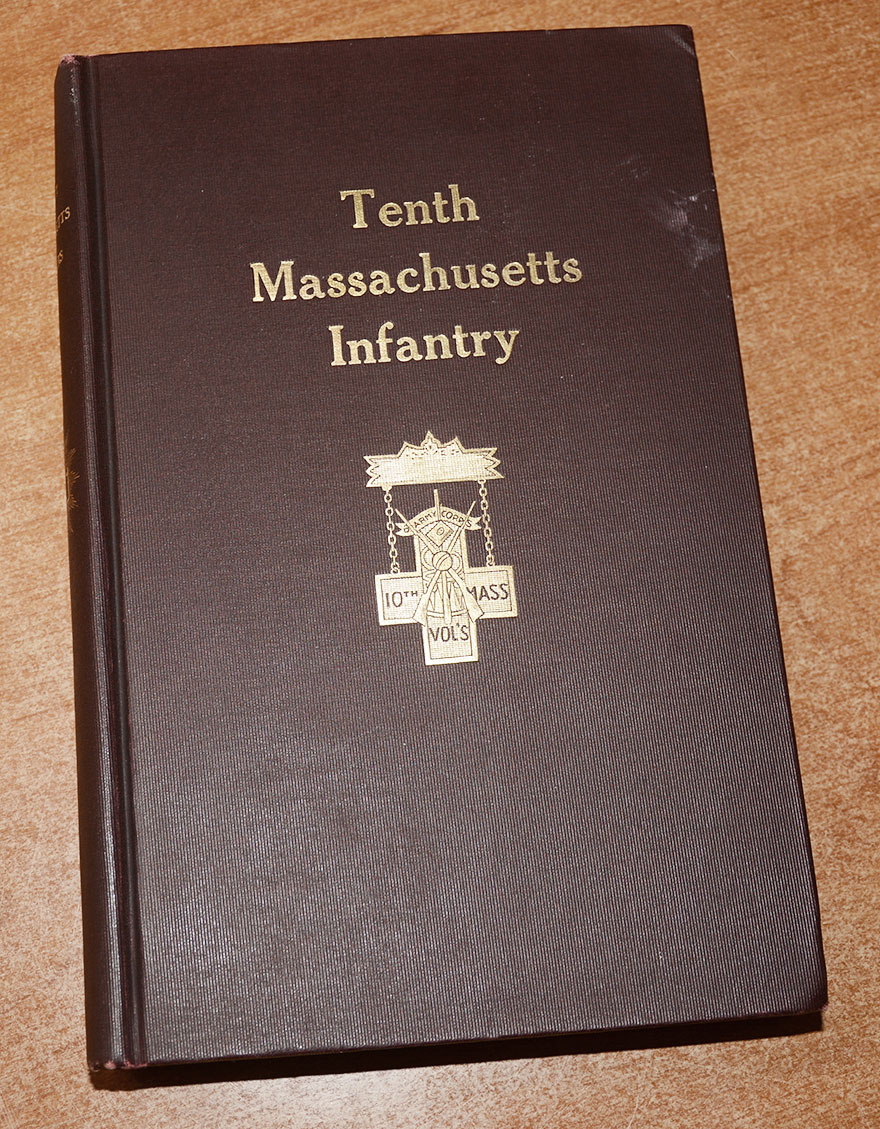 Tenth
Massachusetts
Infantry
ARMY CORPS
10TH MASS
VOL'S